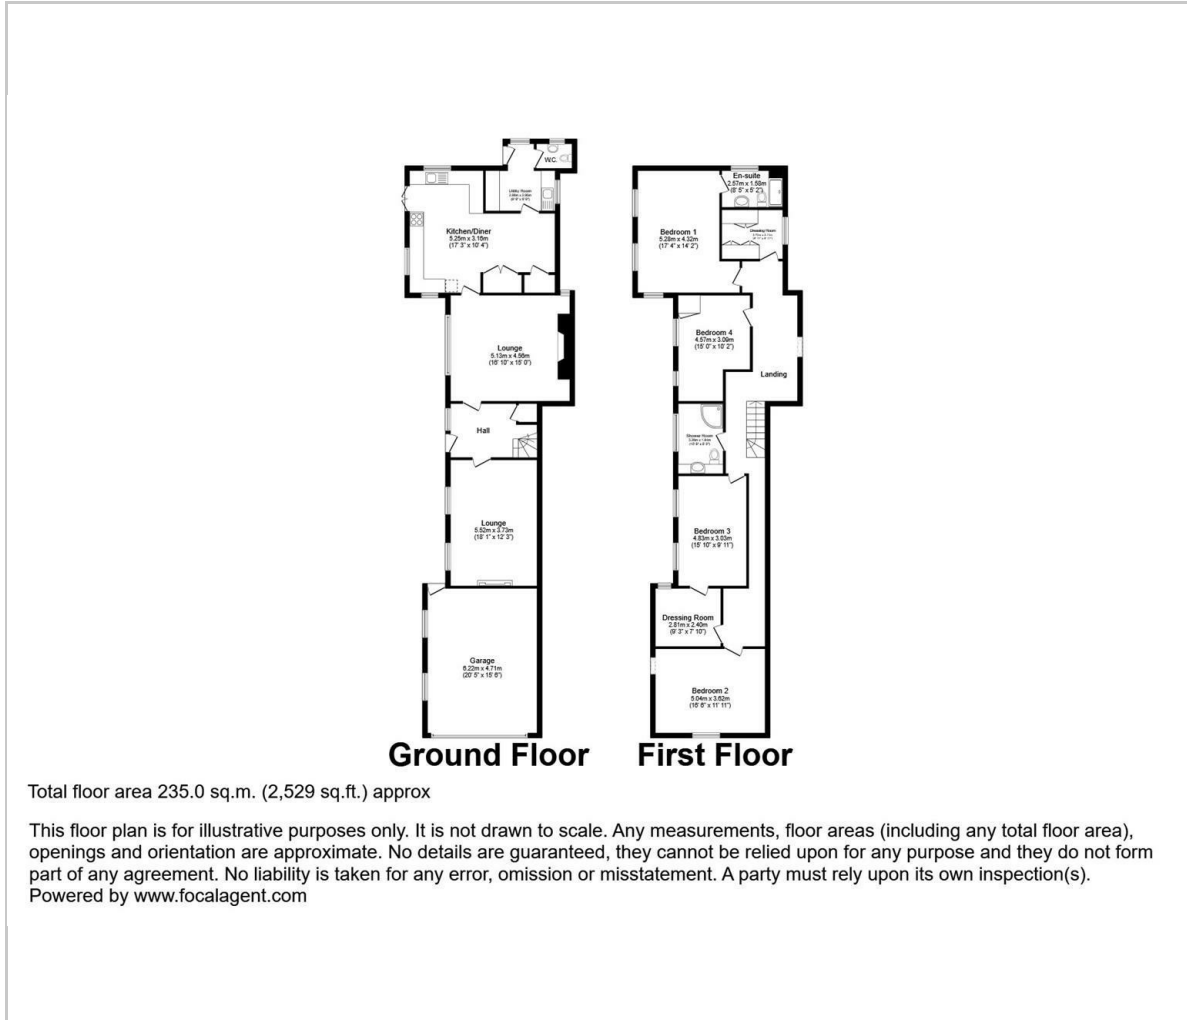 W.C.
Utility Room
Kitchen/Diner
5.25m x 3.16m
(17' 3" x 10' 4")
Lounge
5.13m x 4.56m
(16' 10" x 15' 0")
Hall
Lounge
5.52m x 3.73m
(18' 1" x 12' 3")
Garage
6.22m x 4.71m
(20' 5" x 15' 6")
Ground Floor
En-suite
2.57m x 1.58m
(8' 5" x 5' 2")
Dressing Room
Bedroom 1
5.28m x 4.32m
(17' 4" x 14' 2")
Bedroom 4
4.57m x 3.09m
(15' 0" x 10' 2")
Landing
Shower Room
Bedroom 3
4.83m x 3.03m
(15' 10" x 9' 11")
Dressing Room
2.81m x 2.40m
(9' 3" x 7' 10")
Bedroom 2
5.04m x 3.62m
(16' 6" x 11' 11")
First Floor
Total floor area 235.0 sq.m. (2,529 sq.ft.) approx
This floor plan is for illustrative purposes only. It is not drawn to scale. Any measurements, floor areas (including any total floor area),
openings and orientation are approximate. No details are guaranteed, they cannot be relied upon for any purpose and they do not form
part of any agreement. No liability is taken for any error, omission or misstatement. A party must rely upon its own inspection(s).
Powered by www.focalagent.com